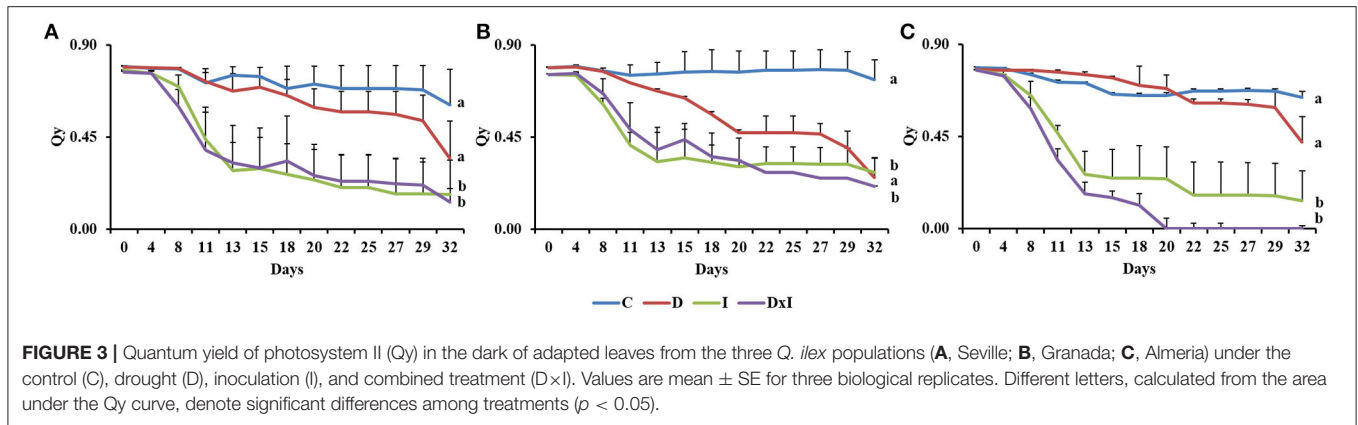 A
B
C
0.90
0.45
0.00
Qy
0 4 8 11 13 15 18 20 22 25 27 29 32
Days
a
a
b
b
0.90
0.45
0.00
Qy
0 4 8 11 13 15 18 20 22 25 27 29 32
Days
a
b
a
b
0.90
0.45
0.00
Qy
0 4 8 11 13 15 18 20 22 25 27 29 32
Days
a
a
b
b
C D I DxI
FIGURE 3 | Quantum yield of photosystem II (Qy) in the dark of adapted leaves from the three Q. ilex populations (A, Seville; B, Granada; C, Almeria) under the
control (C), drought (D), inoculation (I), and combined treatment (D×I). Values are mean ± SE for three biological replicates. Different letters, calculated from the area
under the Qy curve, denote significant differences among treatments (p < 0.05).